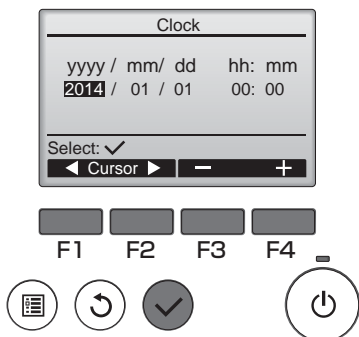 Clock
yyyy / mm/ dd hh: mm
2014 / 01 / 01 00: 00
Select: ✓
◀ Cursor ▶ − +
F1 F2 F3 F4